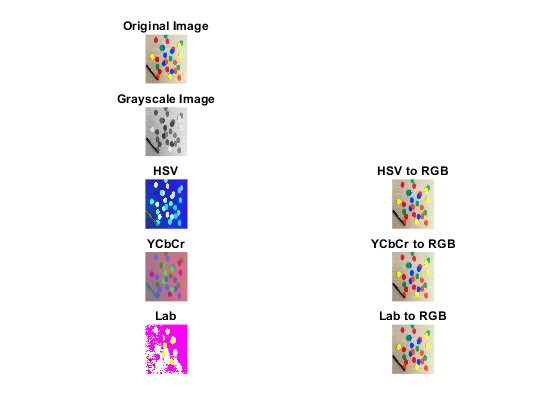 Original Image
Grayscale Image
HSV
HSV to RGB
YCbCr
YCbCr to RGB
Lab
Lab to RGB